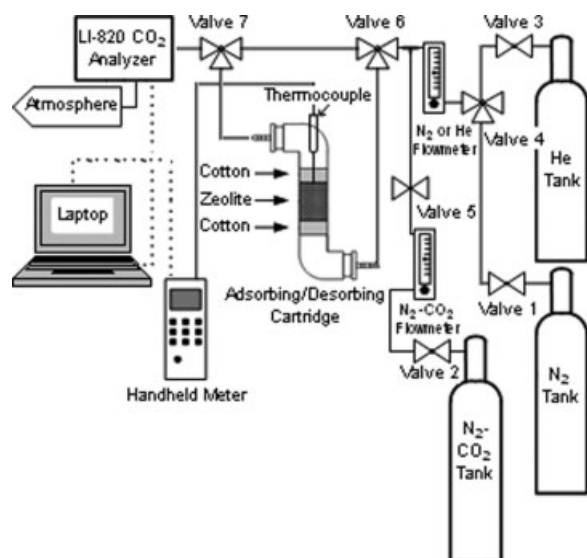 Valve 7
Valve 6
Valve 3
LI-820 CO2
Analyzer
Atmosphere
Thermocouple
N2 or He
Flowmeter
Valve 4
He
Tank
Cotton
Zeolite
Cotton
Laptop
Valve 5
Adsorbing/Desorbing
Cartridge
N2-CO2
Flowmeter
Valve 1
Valve 2
Handheld Meter
N2
Tank
N2-
CO2
Tank